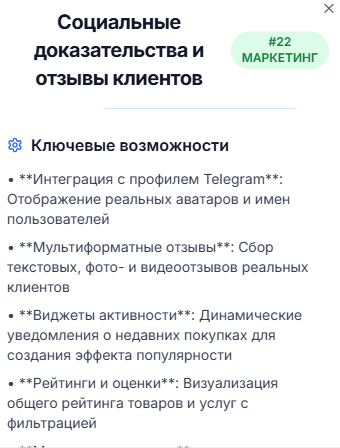 Социальные
доказательства и
отзывы клиентов
#22
МАРКЕТИНГ
Ключевые возможности
• **Интеграция с профилем Telegram**:
Отображение реальных аватаров и имен
пользователей
• **Мультиформатные отзывы**: Сбор
текстовых, фото- и видеоотзывов реальных
клиентов
• **Виджеты активности**: Динамические
уведомления о недавних покупках для
создания эффекта популярности
• **Рейтинги и оценки**: Визуализация
общего рейтинга товаров и услуг с
фильтрацией